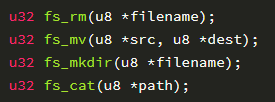 u32 fs_rm(u8 *filename);
u32 fs_mv(u8 *src, u8 *dest);
u32 fs_mkdir(u8 *filename);
u32 fs_cat(u8 *path);